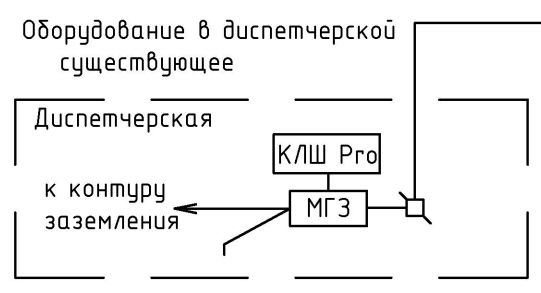 Оборудование в диспетчерской
существующее
Диспетчерская
КЛШ Pro
к контуру
заземления
МГЗ